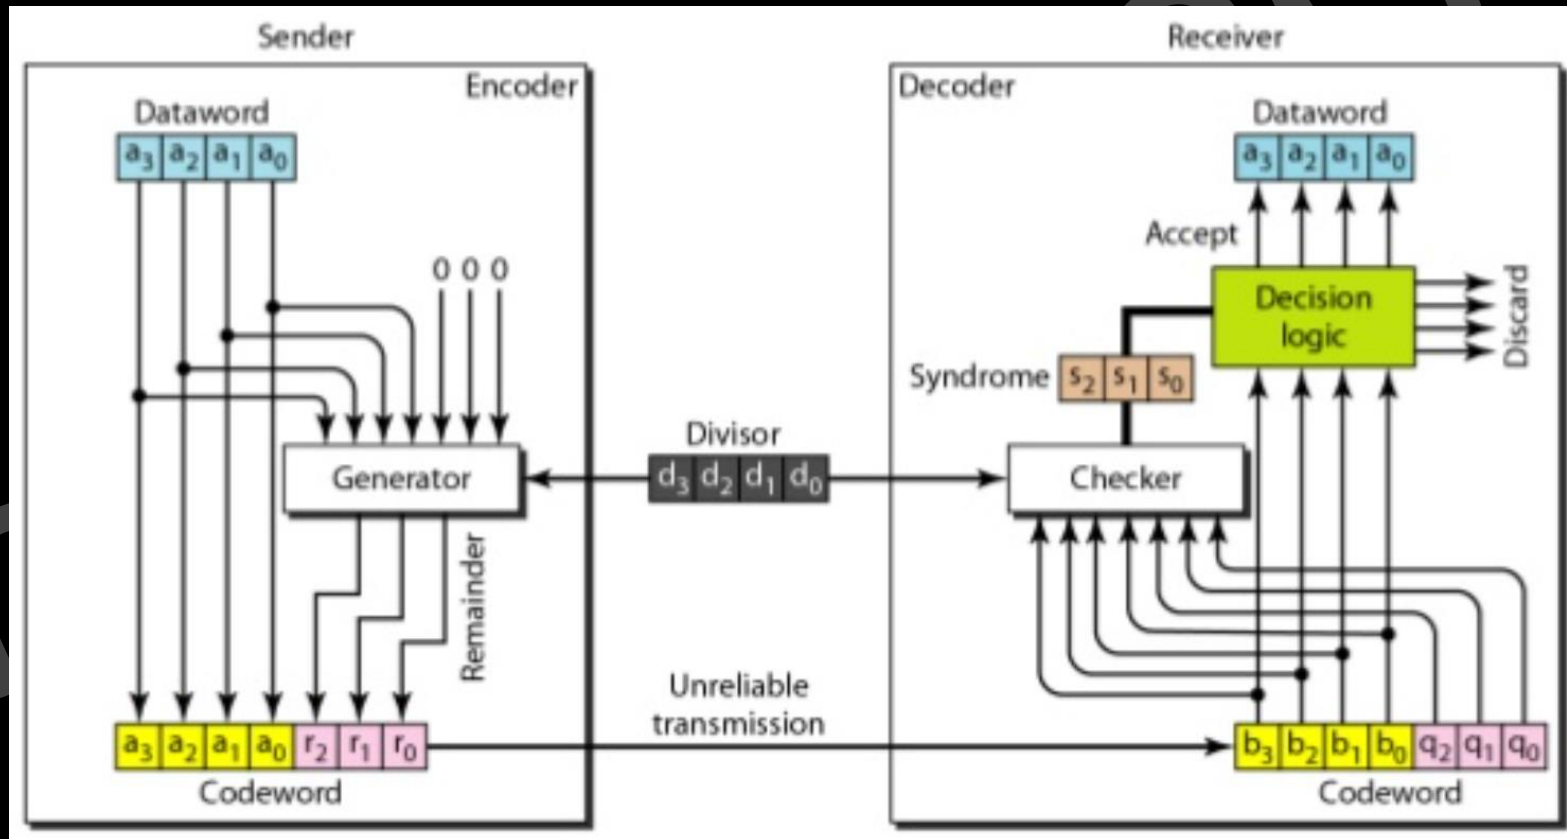 Sender
Receiver
Encoder
Decoder
Dataword
a3 a2 a1 a0
Dataword
a3 a2 a1 a0
Accept
0 0 0
Decision
logic
Discard
Syndrome
s2 s1 s0
Divisor
d3 d2 d1 d0
Generator
Checker
Remainder
Unreliable
transmission
a3 a2 a1 a0 r2 r1 r0
b3 b2 b1 b0 q2 q1 q0
Codeword
Codeword